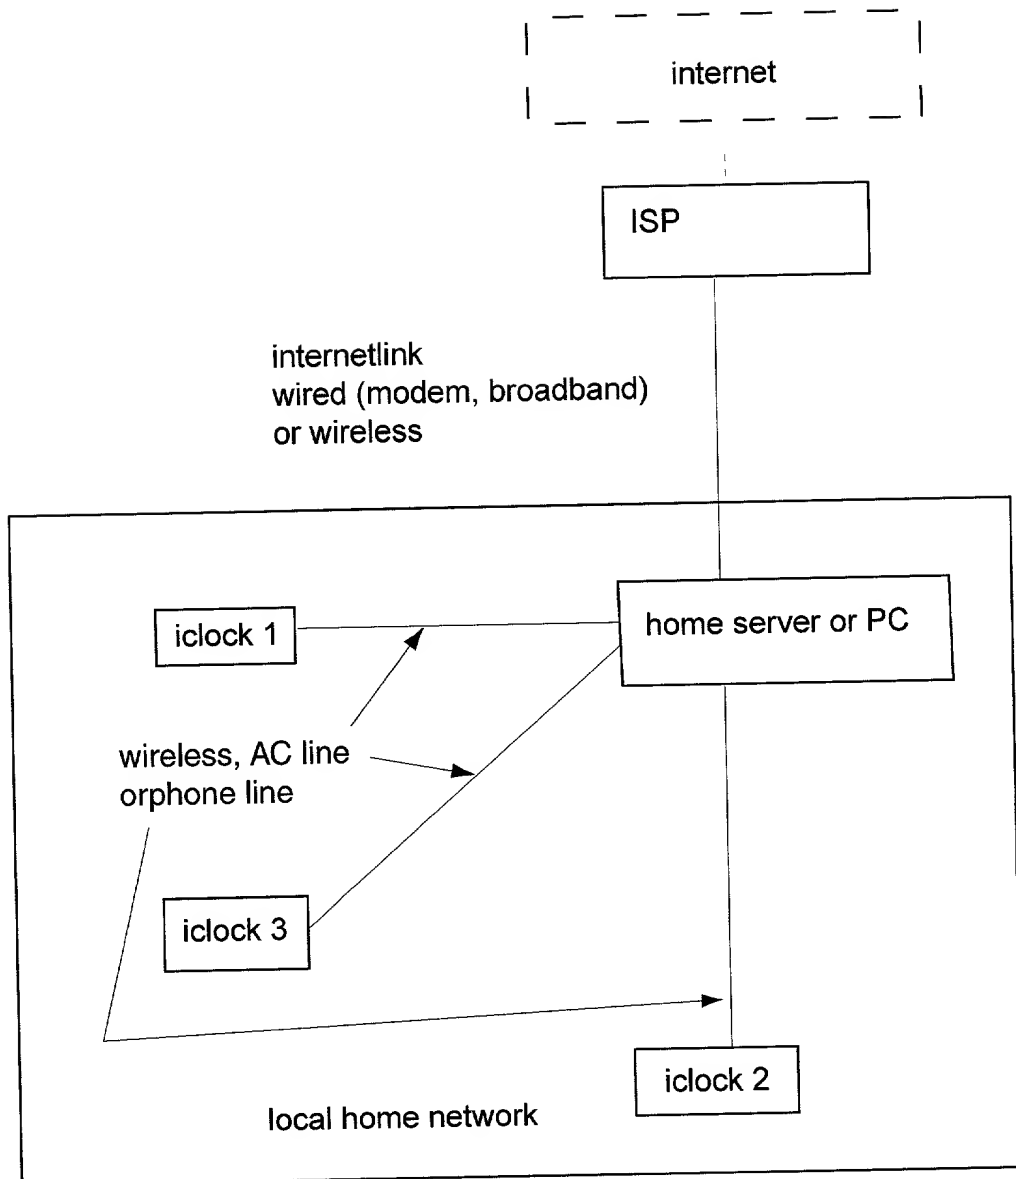 internet
ISP
internetlink
wired (modem, broadband)
or wireless
iclock 1
home server or PC
wireless, AC line
orphone line
iclock 3
iclock 2
local home network